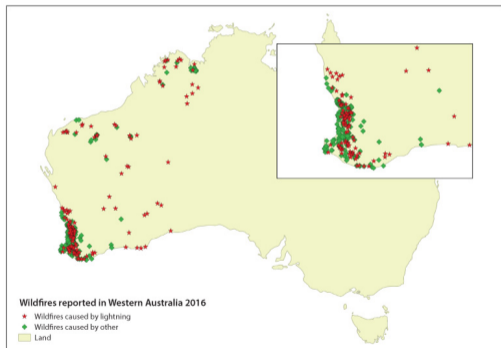 Wildfires reported in Western Australia 2016
Wildfires caused by lightning
Wildfires caused by other
Land